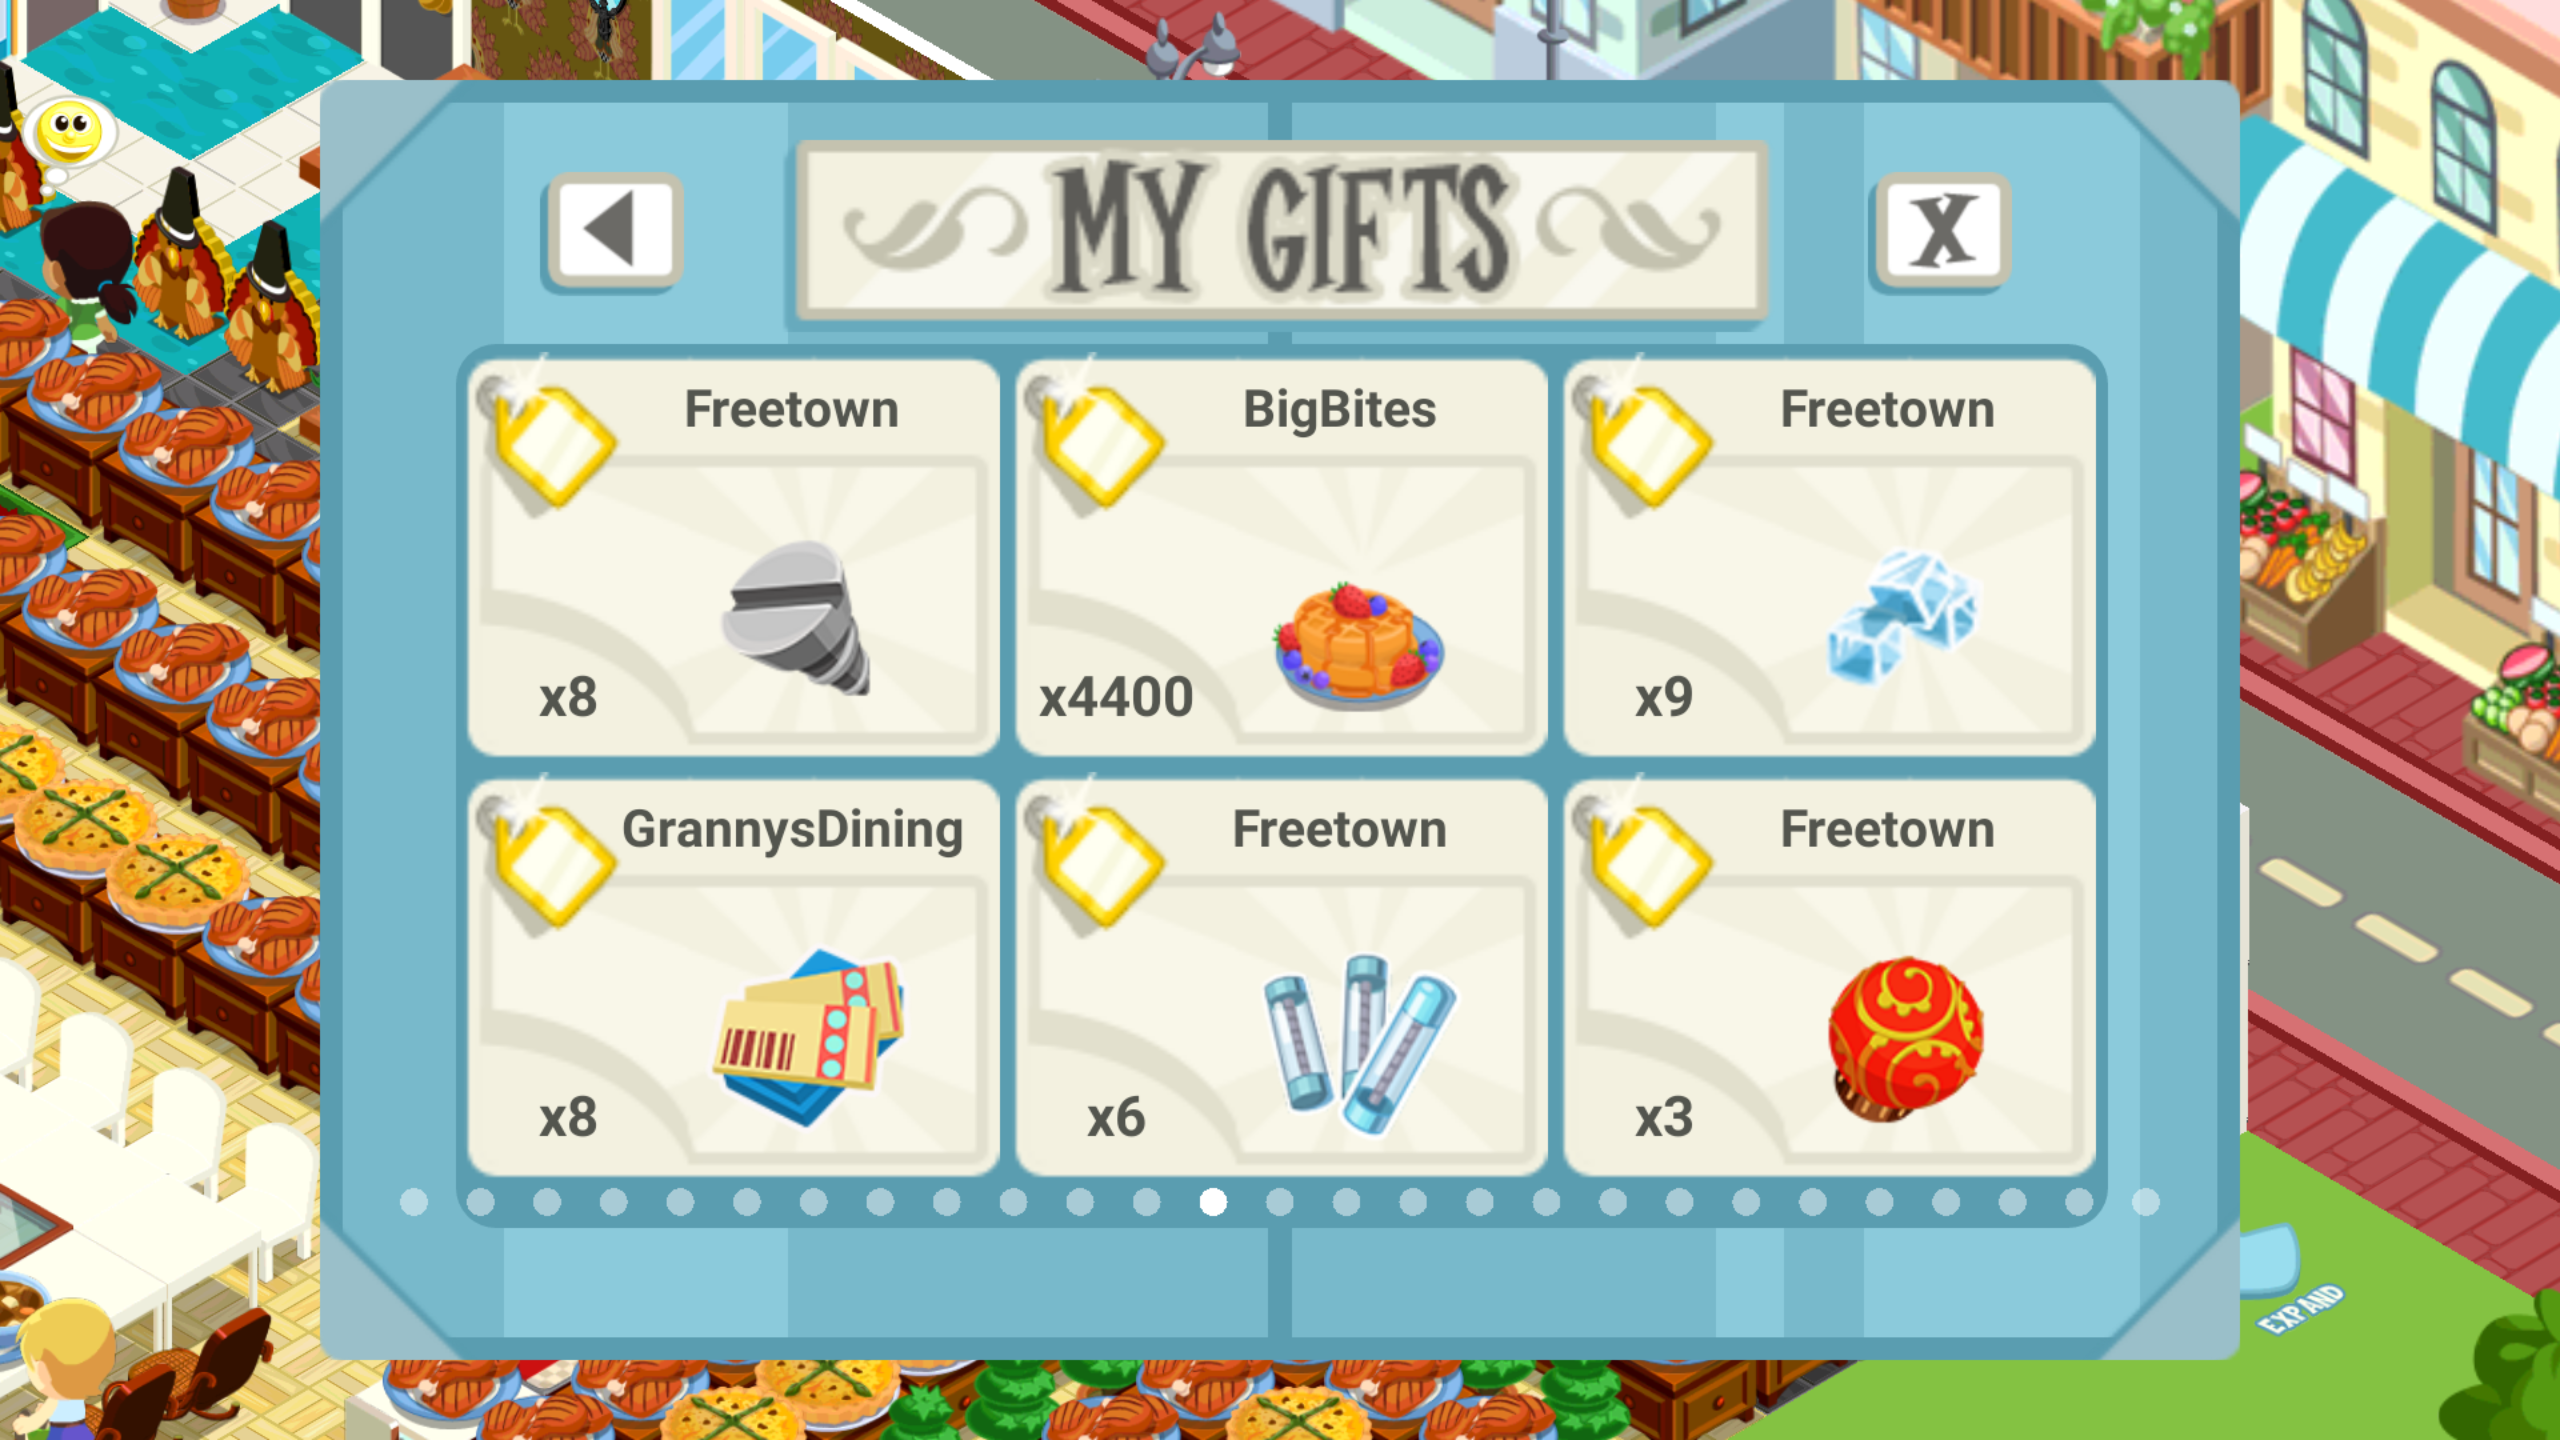 MY GIFTS
X
Freetown
x8
BigBites
x4400
Freetown
x9
GrannysDining
x8
Freetown
x6
Freetown
x3
EXPAND